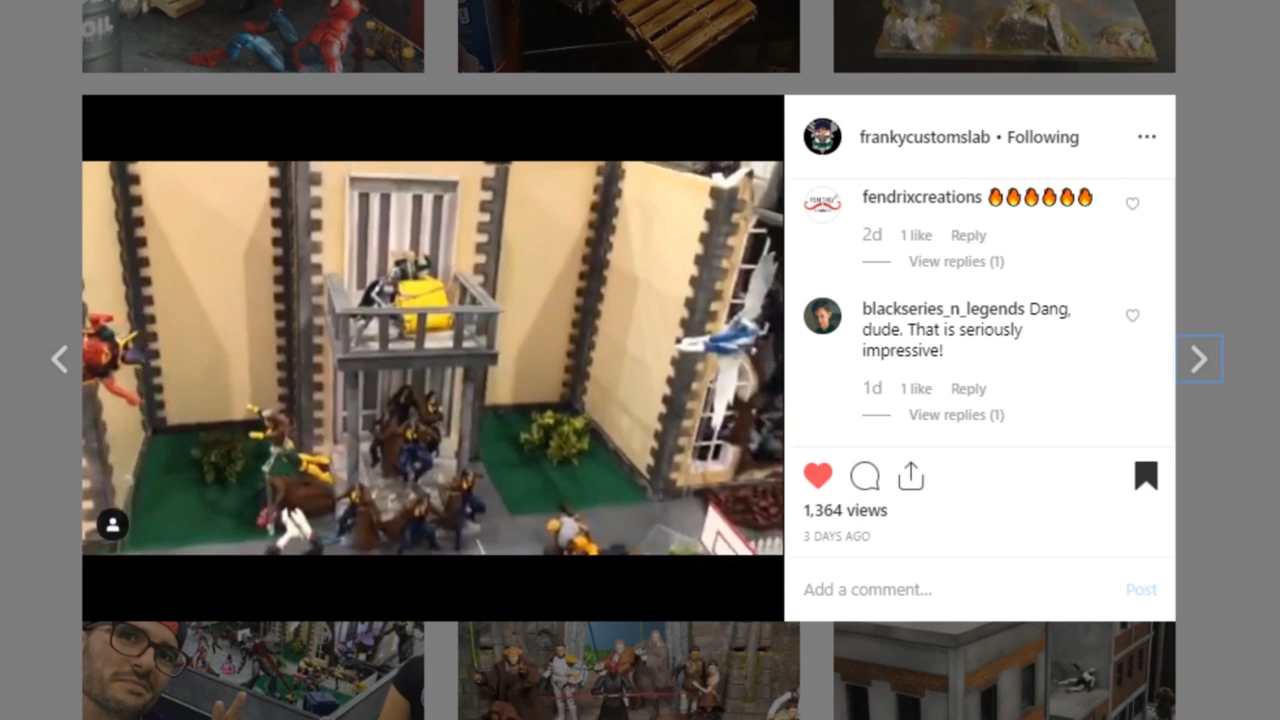 OIL
frankycustomslab • Following
fendrixcreations 🔥🔥🔥🔥🔥🔥
2d 1 like Reply
View replies (1)
blackseries_n_legends Dang,
dude. That is seriously
impressive!
1d 1 like Reply
View replies (1)
1,364 views
3 DAYS AGO
Add a comment... Post